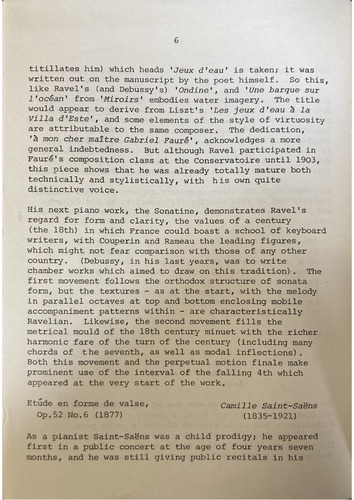 6
titillates him) which heads 'Jeux d'eau' is taken; it was
written out on the manuscript by the poet himself. So this,
like Ravel's (and Debussy's) 'Ondine', and 'Une barque sur
l'océan' from 'Miroirs' embodies water imagery. The title
would appear to derive from Liszt's 'Les jeux d'eau à la
Villa d'Este', and some elements of the style of virtuosity
are attributable to the same composer. The dedication,
'à mon cher maître Gabriel Fauré', acknowledges a more
general indebtedness. But although Ravel participated in
Fauré's composition class at the Conservatoire until 1903,
this piece shows that he was already totally mature both
technically and stylistically, with his own quite
distinctive voice.
His next piano work, the Sonatine, demonstrates Ravel's
regard for form and clarity, the values of a century
(the 18th) in which France could boast a school of keyboard
writers, with Couperin and Rameau the leading figures,
which might not fear comparison with those of any other
country. (Debussy, in his last years, was to write
chamber works which aimed to draw on this tradition). The
first movement follows the orthodox structure of sonata
form, but the textures - as at the start, with the melody
in parallel octaves at top and bottom enclosing mobile
accompaniment patterns within - are characteristically
Ravelian. Likewise, the second movement fills the
metrical mould of the 18th century minuet with the richer
harmonic fare of the turn of the century (including many
chords of the seventh, as well as modal inflections).
Both this movement and the perpetual motion finale make
prominent use of the interval of the falling 4th which
appeared at the very start of the work.
Etúde en forme de valse, Camille Saint-Saëns
Op.52 No.6 (1877) (1835-1921)
As a pianist Saint-Saëns was a child prodigy; he appeared
first in a public concert at the age of four years seven
months, and he was still giving public recitals in his